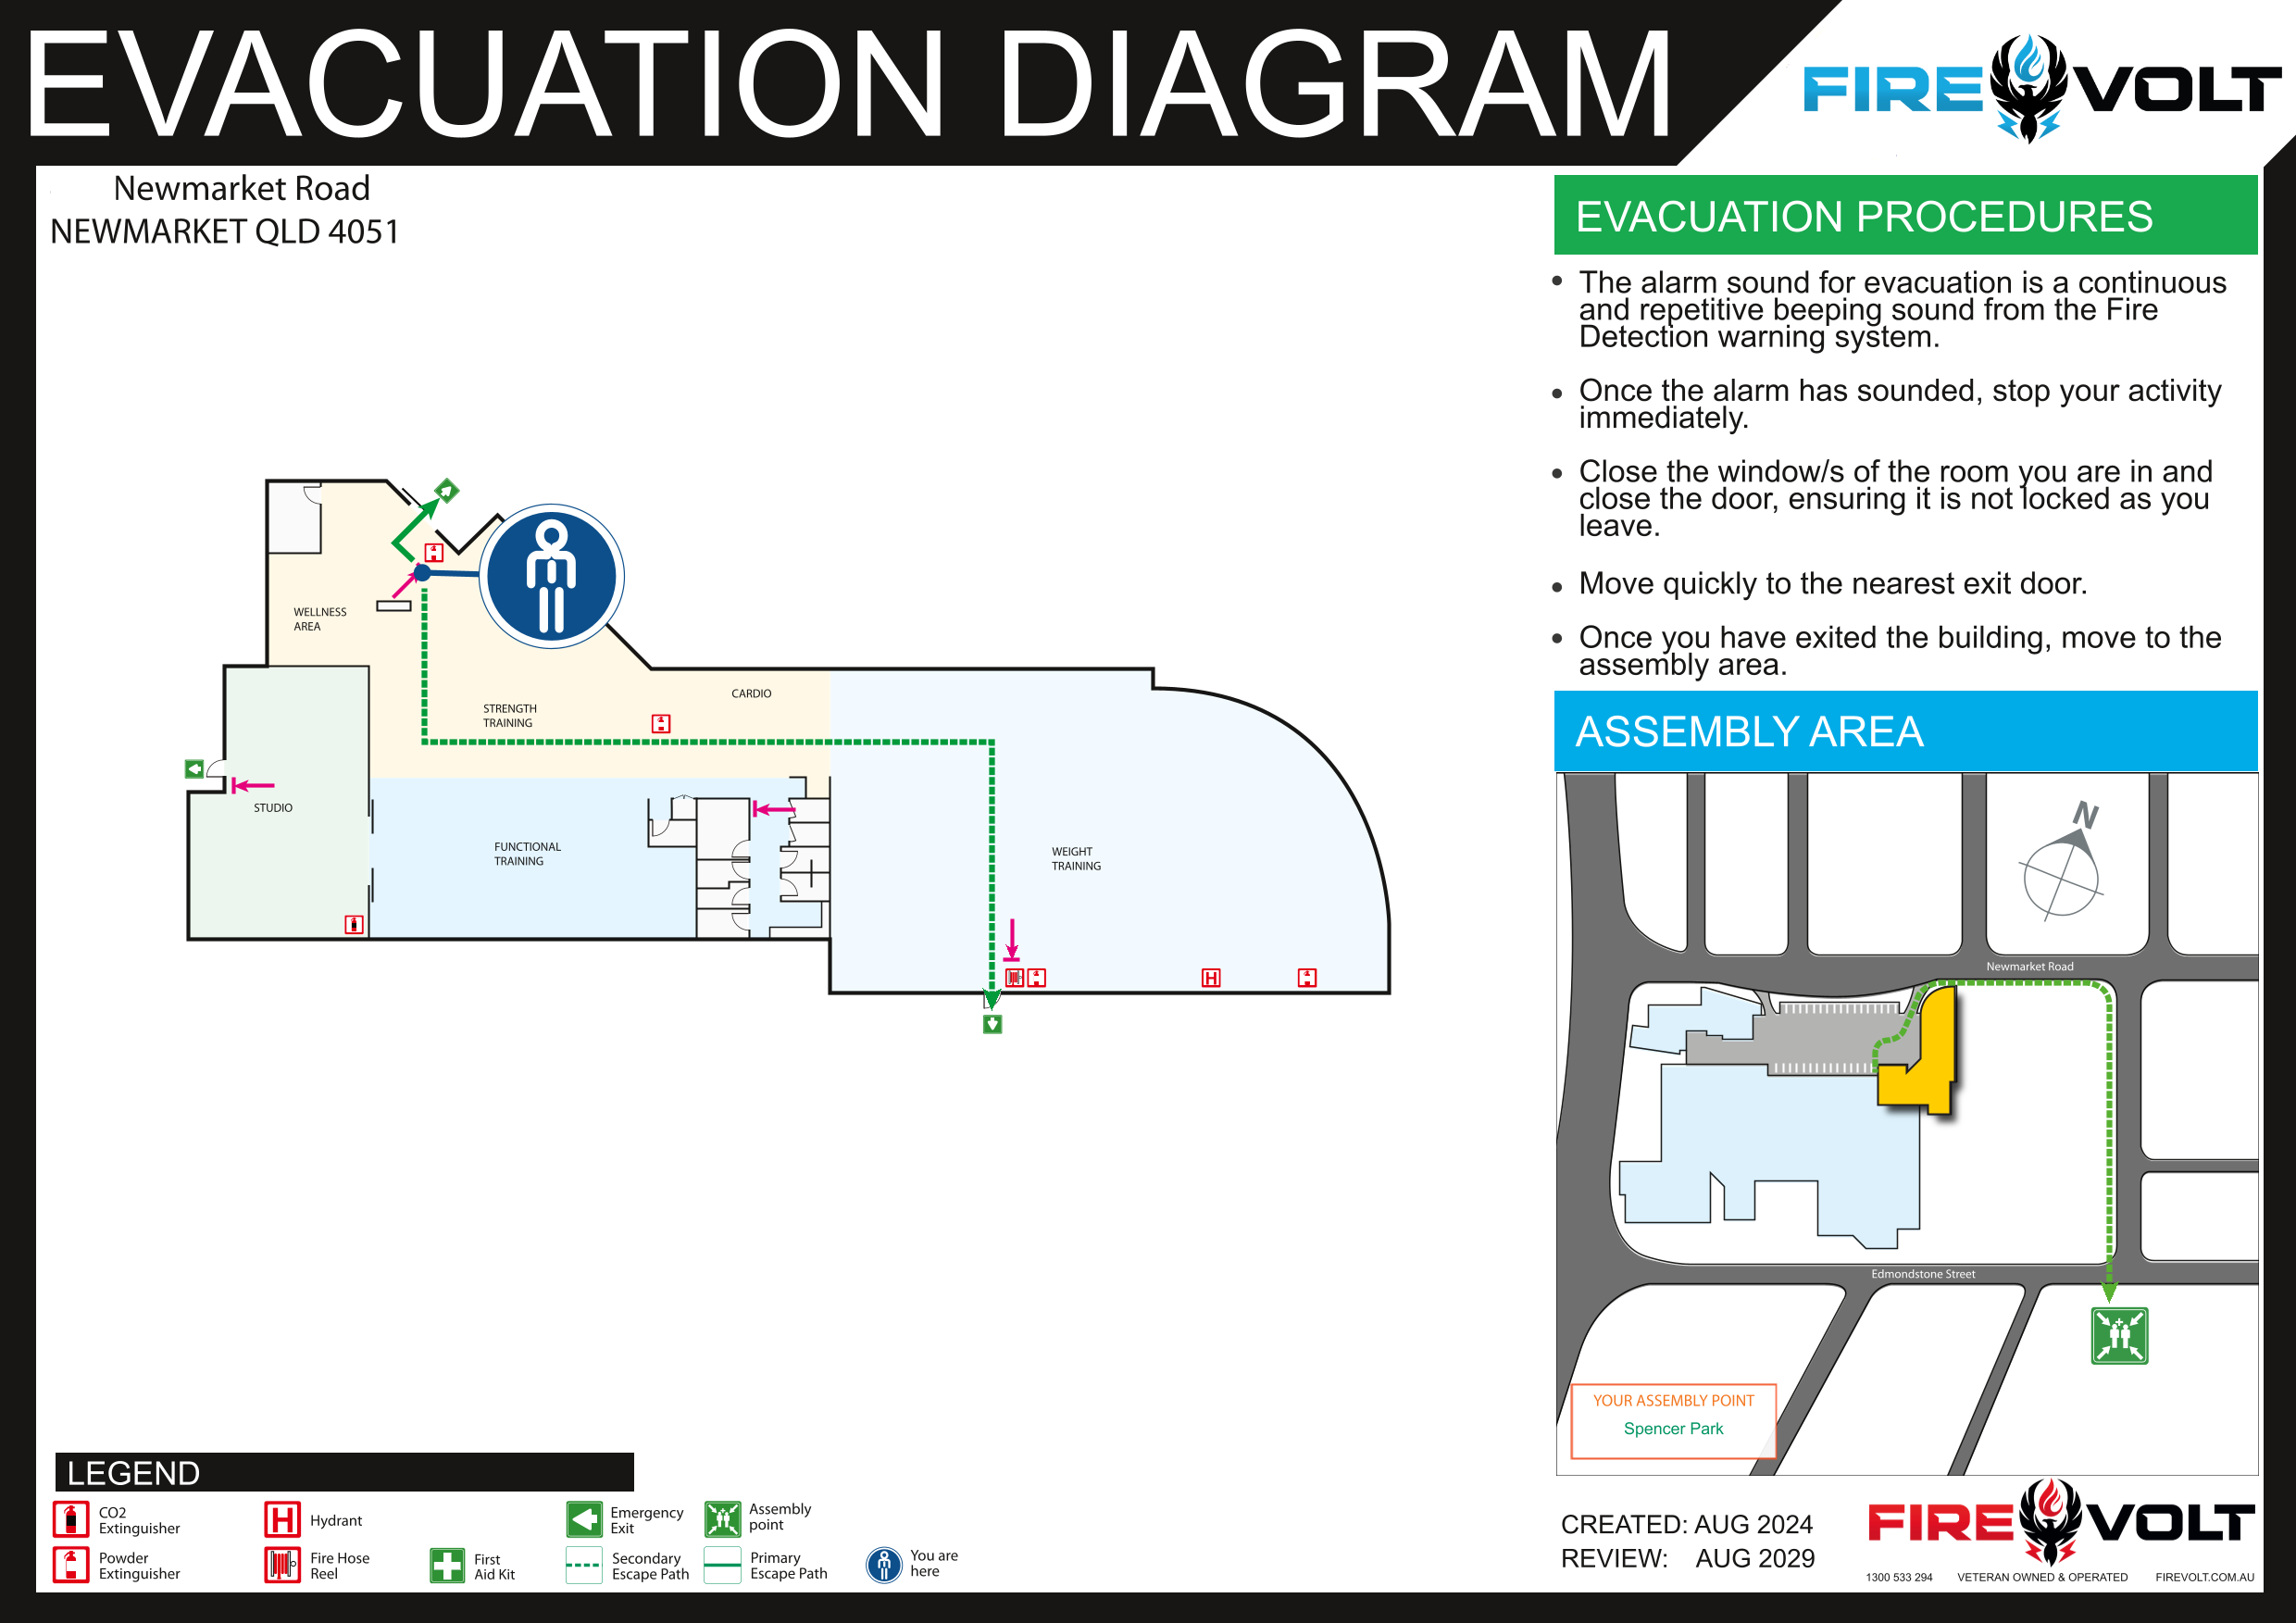 EVACUATION DIAGRAM
FIRE VOLT
Newmarket Road
NEWMARKET QLD 4051
WELLNESS
AREA
STRENGTH
TRAINING
CARDIO
STUDIO
FUNCTIONAL
TRAINING
WEIGHT
TRAINING
H
EVACUATION PROCEDURES
• The alarm sound for evacuation is a continuous
and repetitive beeping sound from the Fire
Detection warning system.
• Once the alarm has sounded, stop your activity
immediately.
• Close the window/s of the room you are in and
close the door, ensuring it is not locked as you
leave.
• Move quickly to the nearest exit door.
• Once you have exited the building, move to the
assembly area.
ASSEMBLY AREA
N
Newmarket Road
Edmondstone Street
YOUR ASSEMBLY POINT
Spencer Park
LEGEND
CO2
Extinguisher
H
Hydrant
Emergency
Exit
Assembly
point
Powder
Extinguisher
Fire Hose
Reel
First
Aid Kit
Secondary
Escape Path
Primary
Escape Path
You are
here
CREATED: AUG 2024
REVIEW: AUG 2029
FIRE VOLT
1300 533 294 VETERAN OWNED & OPERATED FIREVOLT.COM.AU